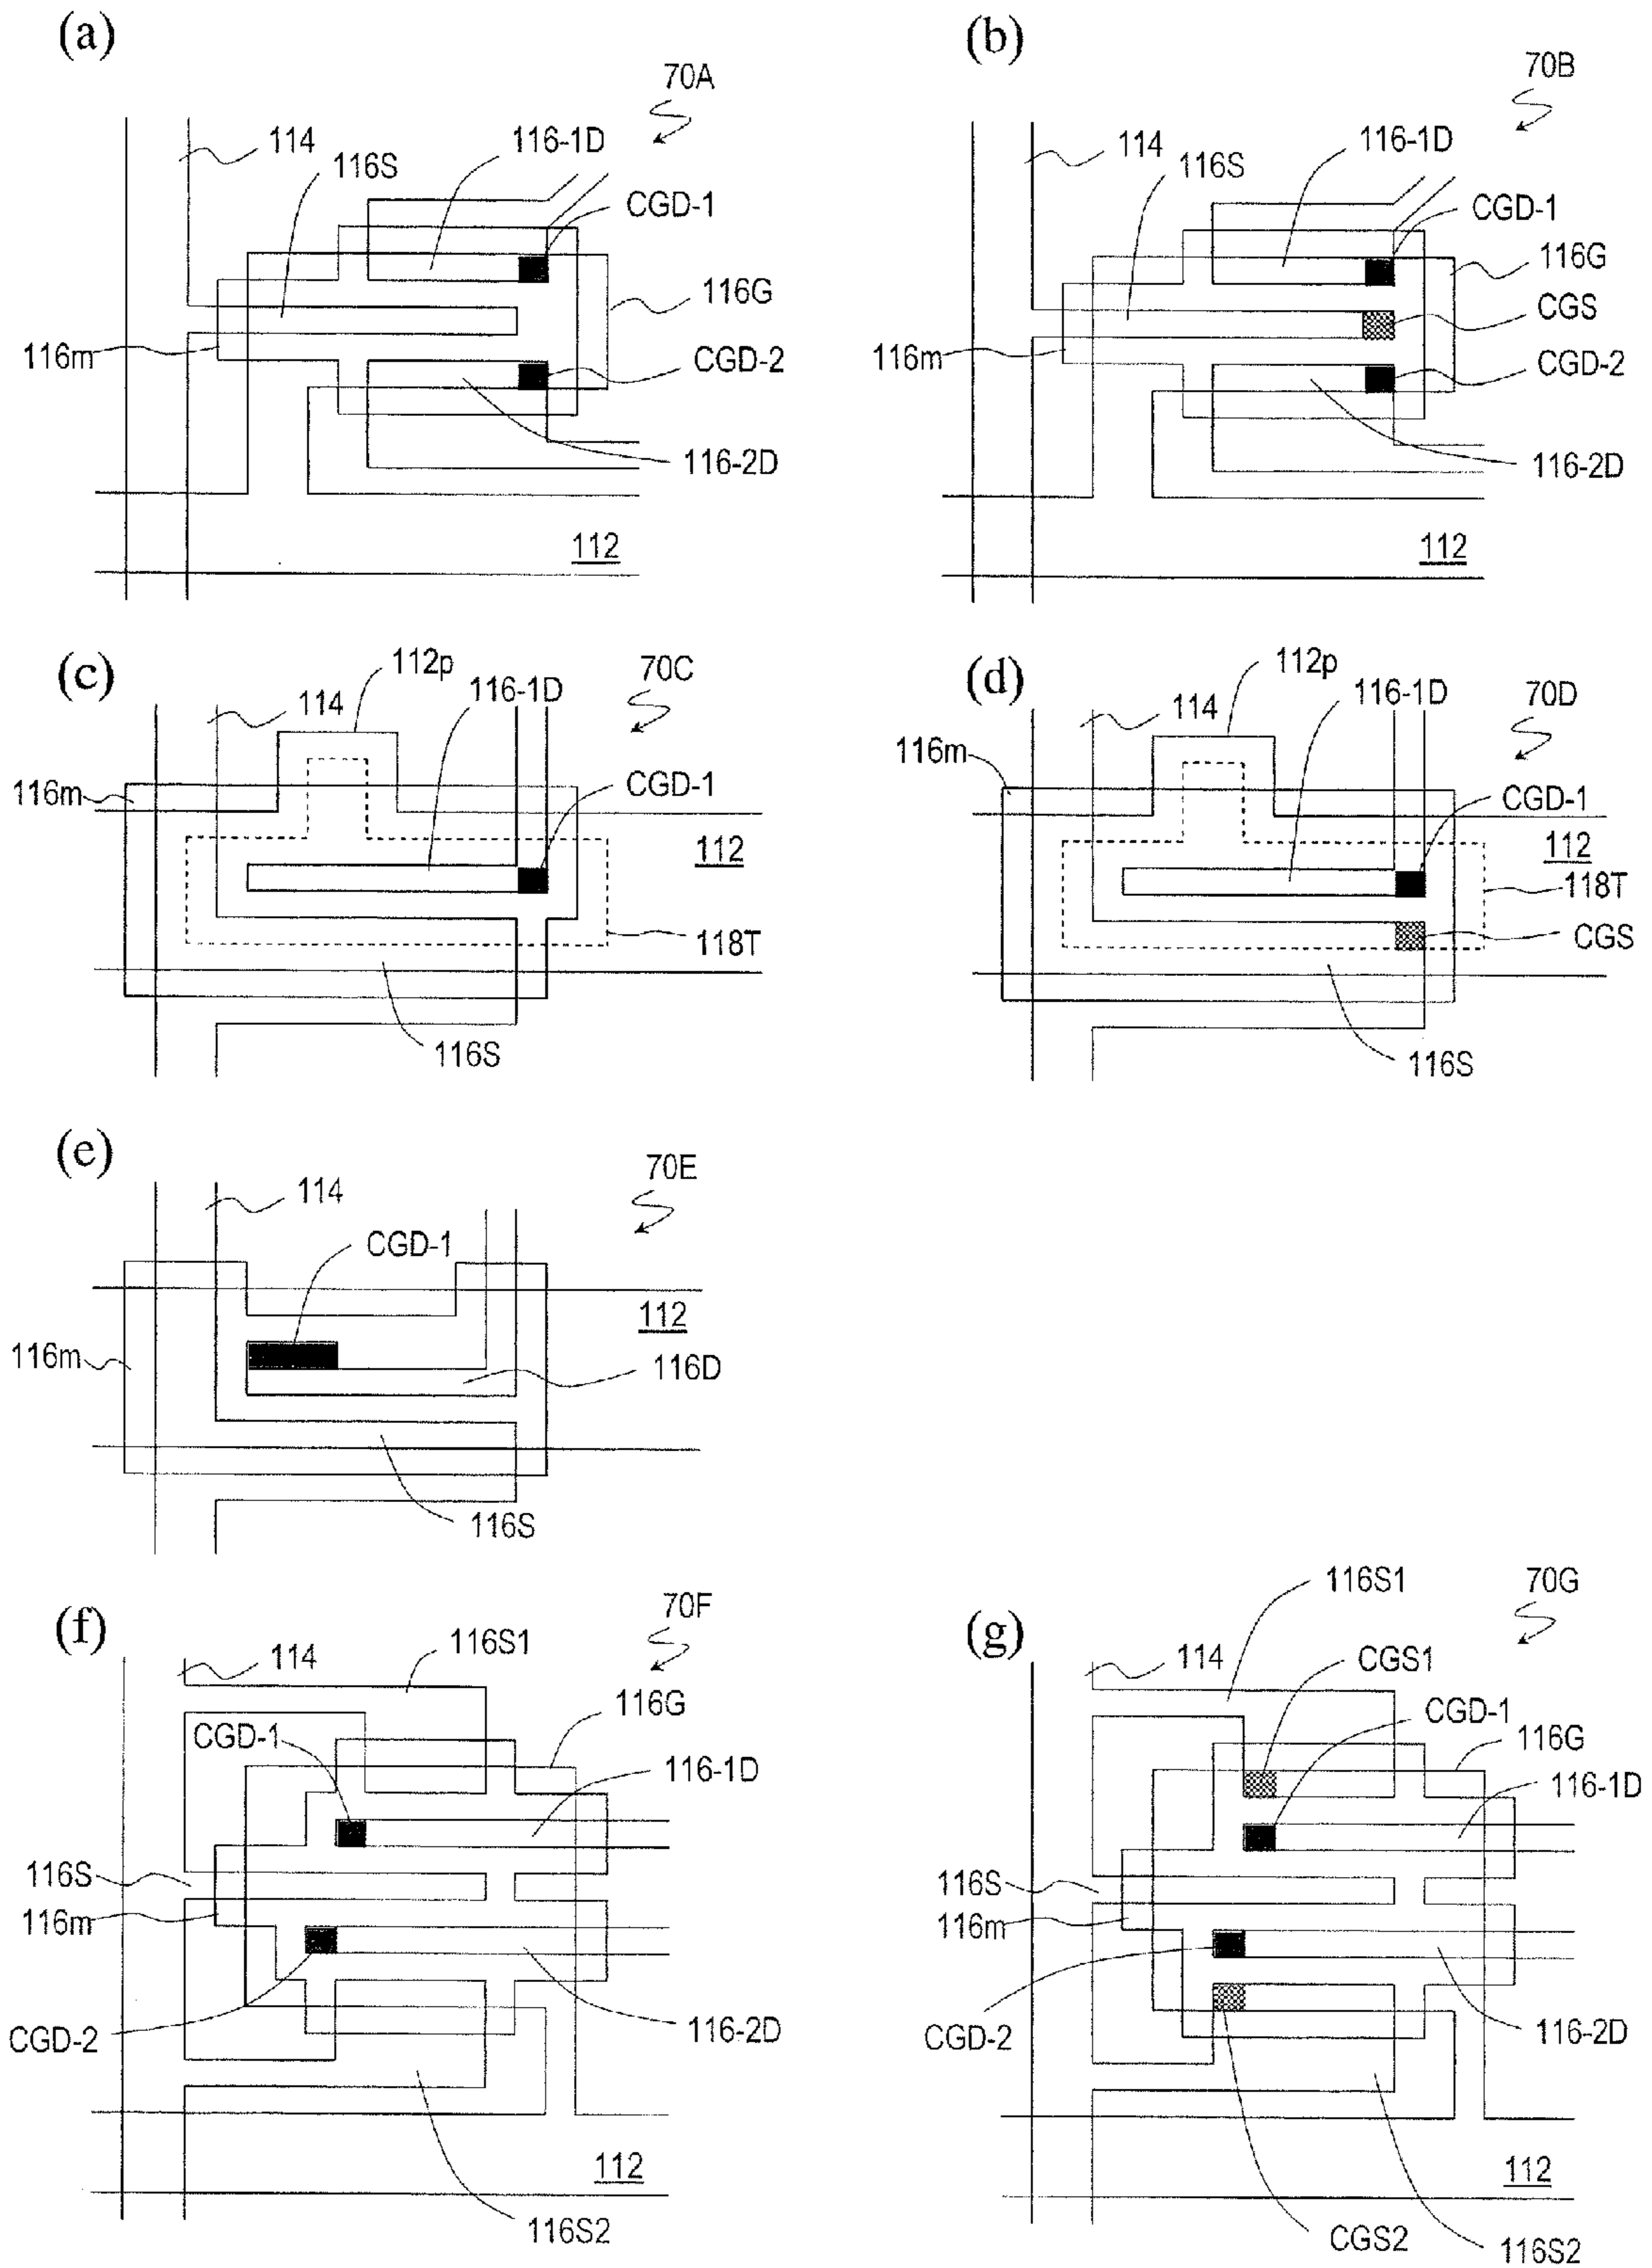 (a)
70A
114
116S
116-1D
CGD-1
116G
116m
CGD-2
116-2D
112
(b)
70B
114
116S
116-1D
CGD-1
116G
CGS
116m
CGD-2
116-2D
112
(c)
112p
70C
114
116-1D
116m
CGD-1
112
118T
116S
(d)
112p
70D
114
116-1D
116m
CGD-1
112
118T
CGS
116S
(e)
70E
114
CGD-1
112
116m
116D
116S
(f)
70F
114
116S1
116G
CGD-1
116-1D
116S
116m
CGD-2
116-2D
112
116S2
(g)
116S1
70G
114
CGS1
CGD-1
116G
116-1D
116S
116m
CGD-2
116-2D
112
CGS2
116S2